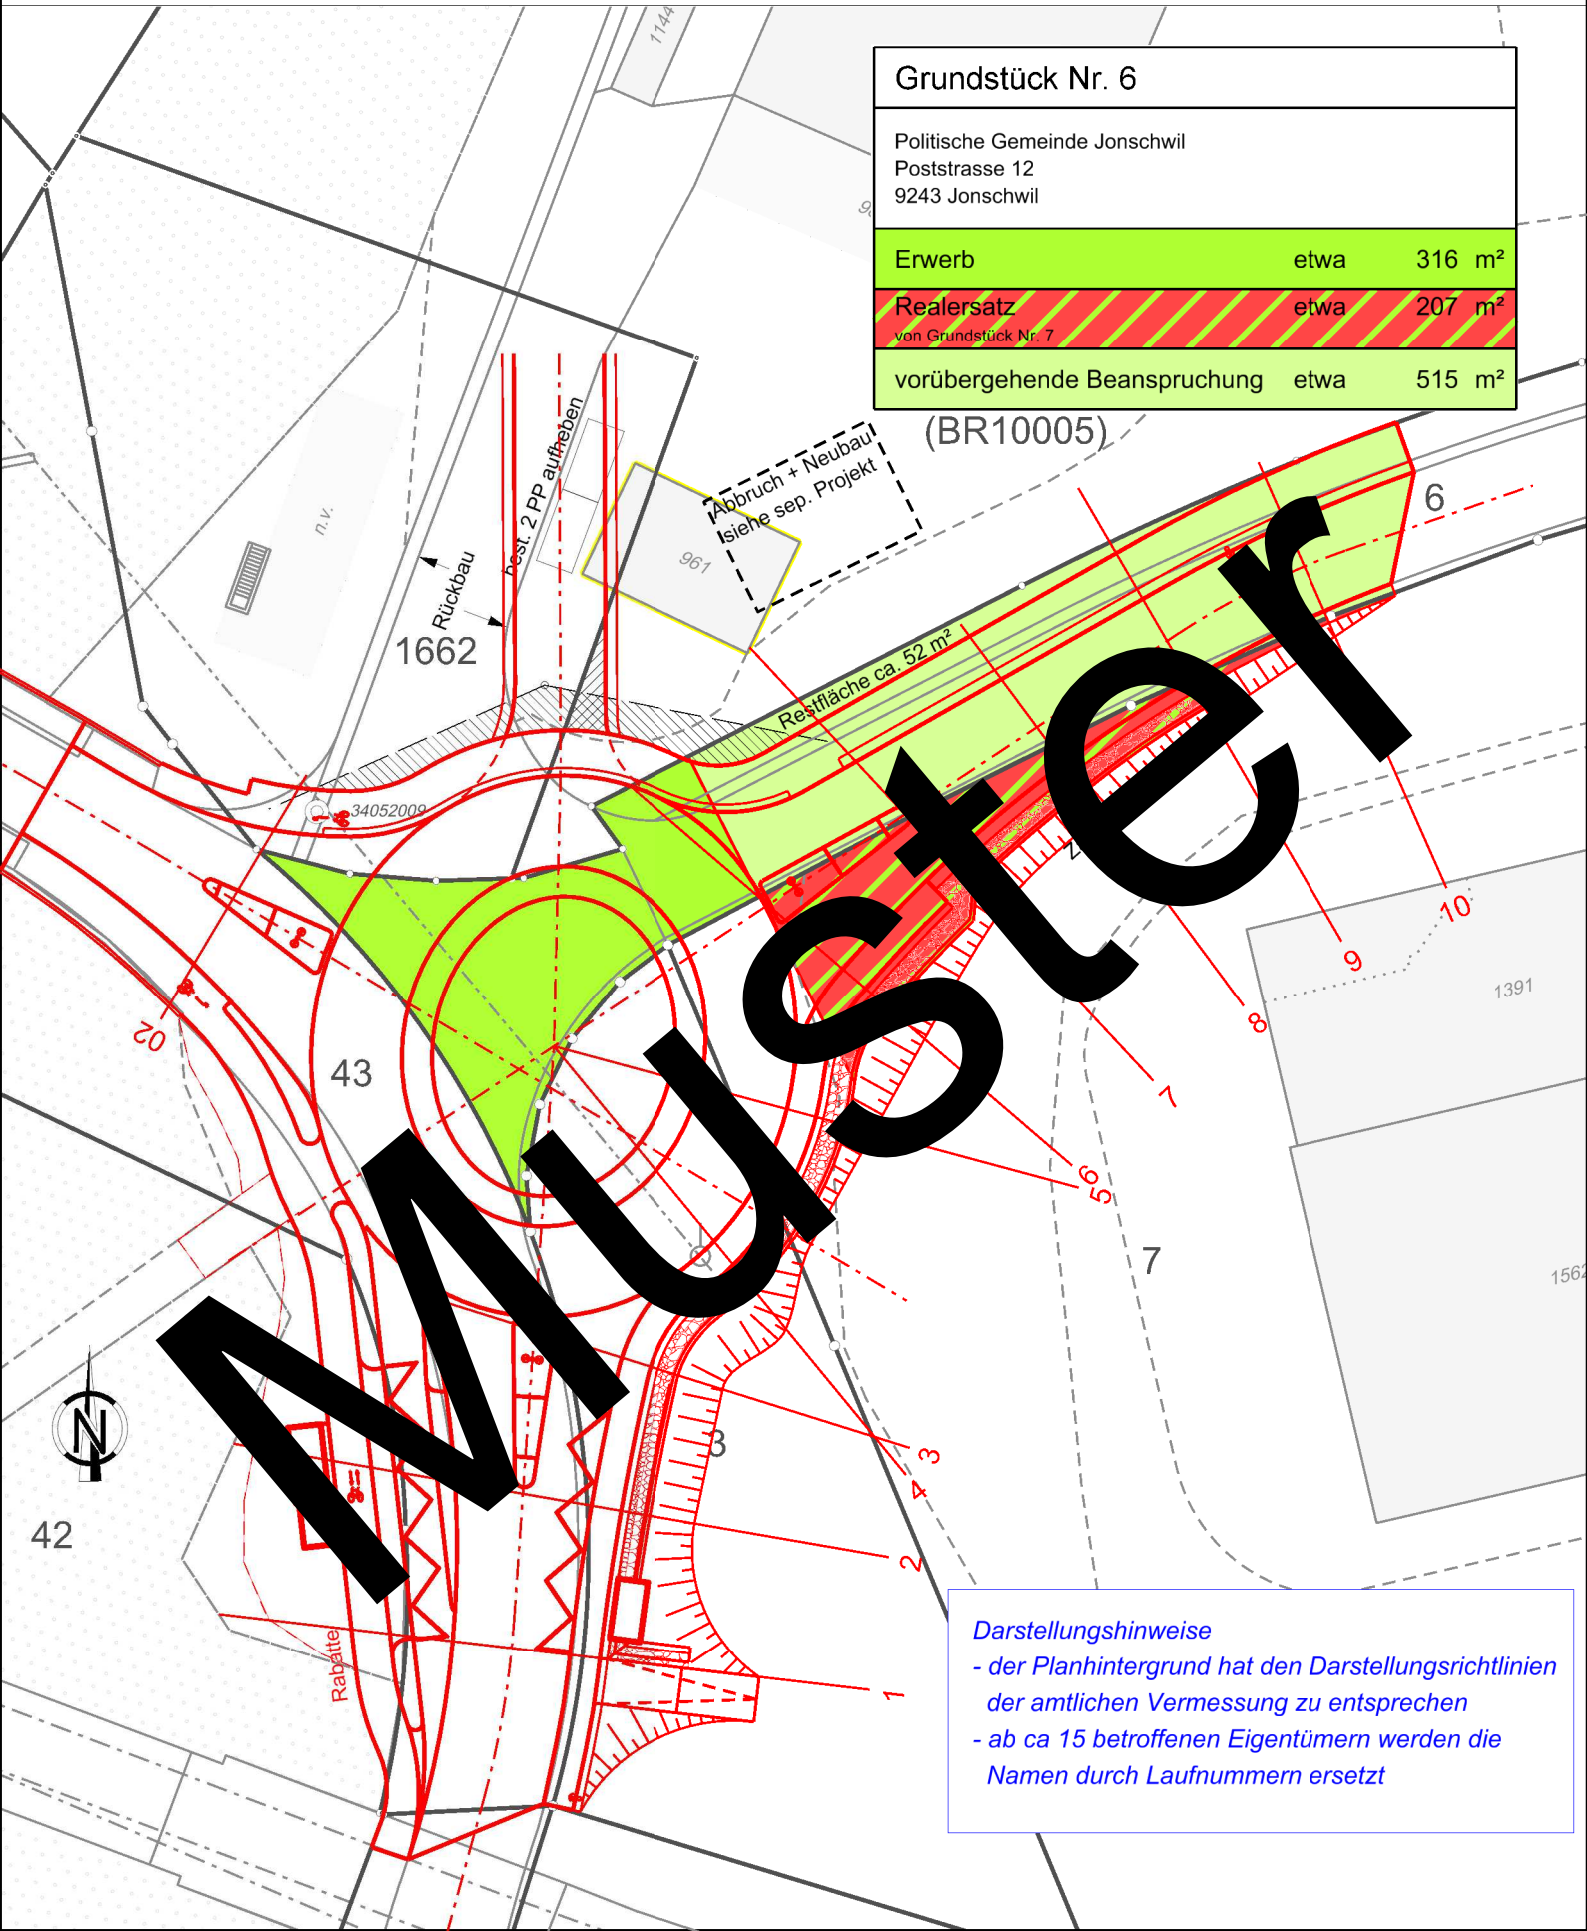 1144
Grundstück Nr. 6
Politische Gemeinde Jonschwil
Poststrasse 12
9243 Jonschwil
Erwerb etwa 316 m²
Realersatz etwa 207 m²
von Grundstück Nr. 7
vorübergehende Beanspruchung etwa 515 m²
(BR10005)
Abbruch + Neubau
siehe sep. Projekt
best. 2 PP aufheben
n.v.
961
6
Rückbau
1662
Restfläche ca. 52 m²
34052009
10
9
1391
8
02
43
7
6
5
7
1562
3
3
4
42
2
Rabatte
1
N
Muster
Darstellungshinweise
- der Planhintergrund hat den Darstellungsrichtlinien
der amtlichen Vermessung zu entsprechen
- ab ca 15 betroffenen Eigentümern werden die
Namen durch Laufnummern ersetzt